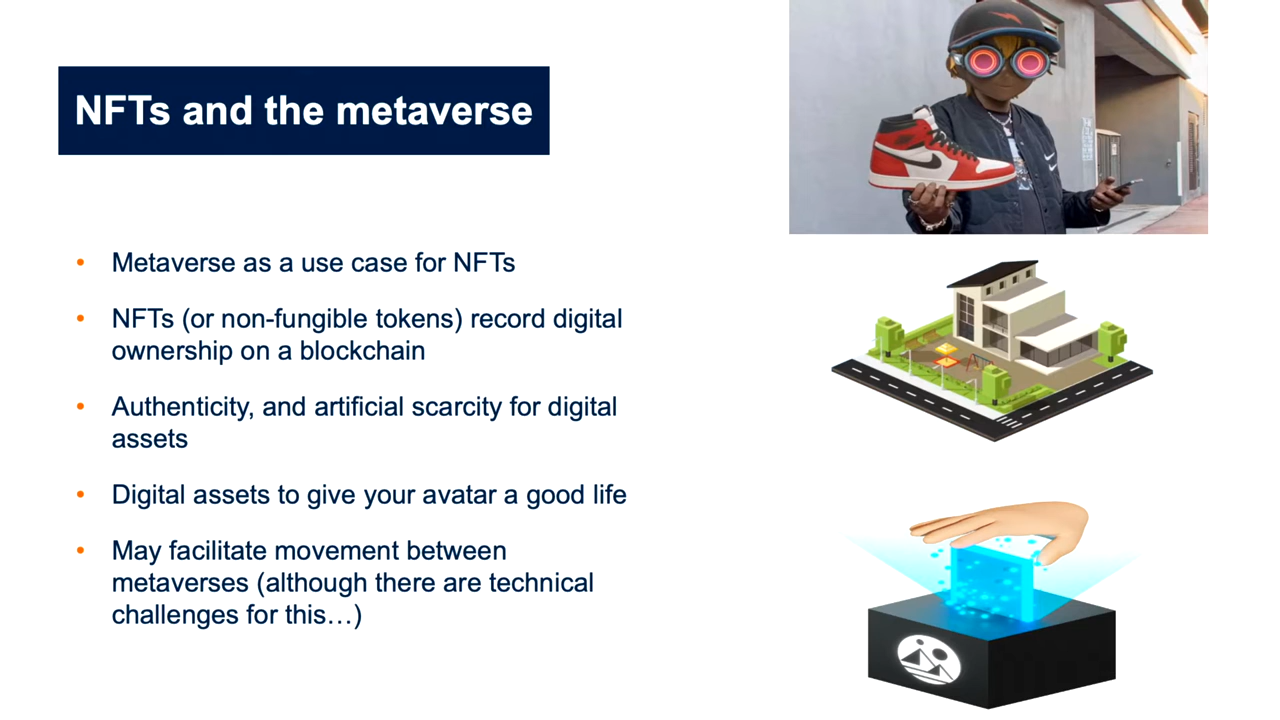 NFTs and the metaverse
• Metaverse as a use case for NFTs
• NFTs (or non-fungible tokens) record digital
ownership on a blockchain
• Authenticity, and artificial scarcity for digital
assets
• Digital assets to give your avatar a good life
• May facilitate movement between
metaverses (although there are technical
challenges for this…)